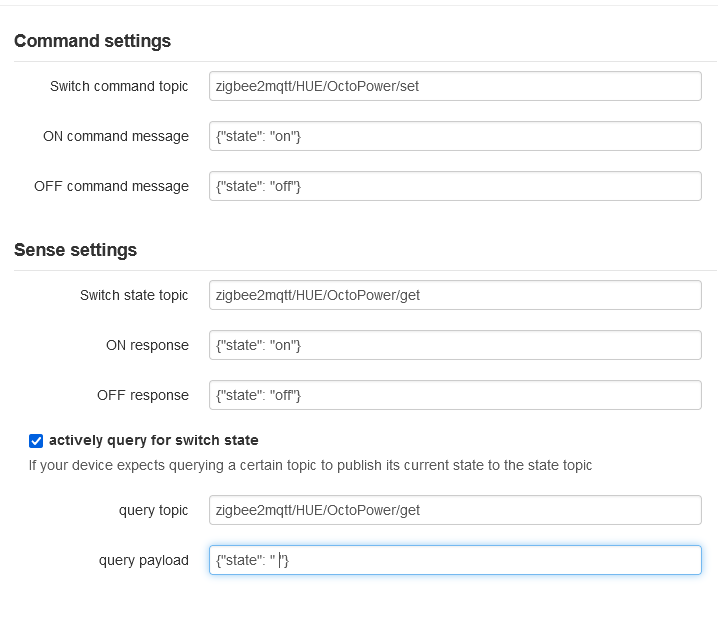 Command settings
Switch command topic zigbee2mqtt/HUE/OctoPower/set
ON command message {"state": "on"}
OFF command message {"state": "off"}
Sense settings
Switch state topic zigbee2mqtt/HUE/OctoPower/get
ON response {"state": "on"}
OFF response {"state": "off"}
actively query for switch state
If your device expects querying a certain topic to publish its current state to the state topic
query topic zigbee2mqtt/HUE/OctoPower/get
query payload {"state": " "}